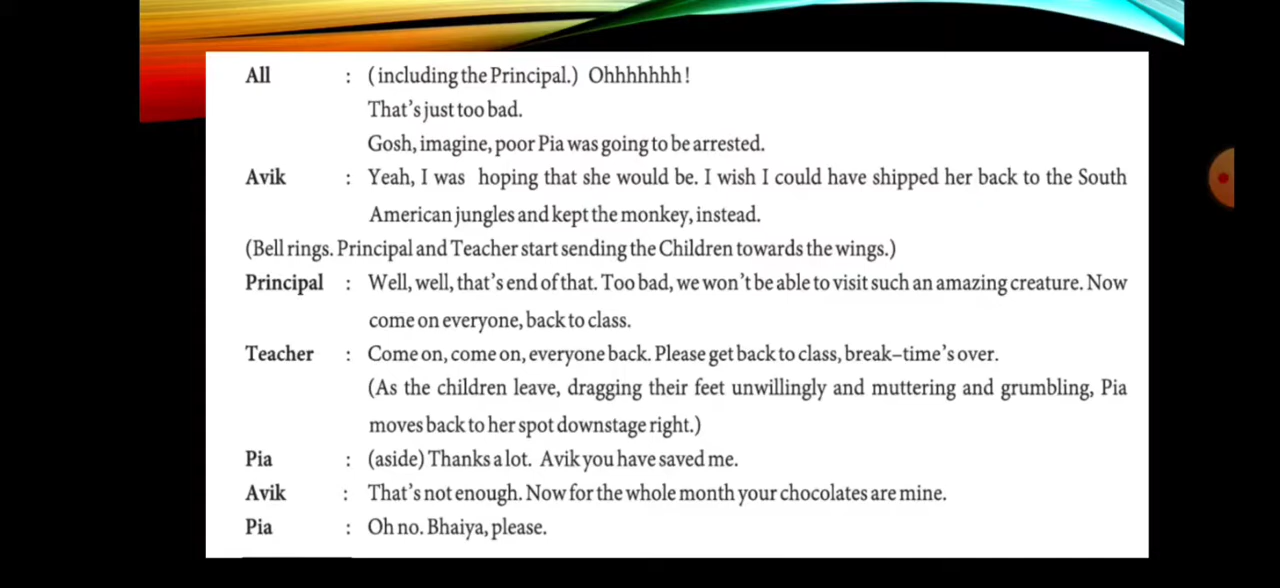 All : (including the Principal.) Ohhhhhhh!
That's just too bad.
Gosh, imagine, poor Pia was going to be arrested.
Avik : Yeah, I was hoping that she would be. I wish I could have shipped her back to the South
American jungles and kept the monkey, instead.
(Bell rings. Principal and Teacher start sending the Children towards the wings.)
Principal : Well, well, that's end of that. Too bad, we won't be able to visit such an amazing creature. Now
come on everyone, back to class.
Teacher : Come on, come on, everyone back. Please get back to class, break–time's over.
(As the children leave, dragging their feet unwillingly and muttering and grumbling, Pia
moves back to her spot downstage right.)
Pia : (aside) Thanks a lot. Avik you have saved me.
Avik : That's not enough. Now for the whole month your chocolates are mine.
Pia : Oh no. Bhaiya, please.